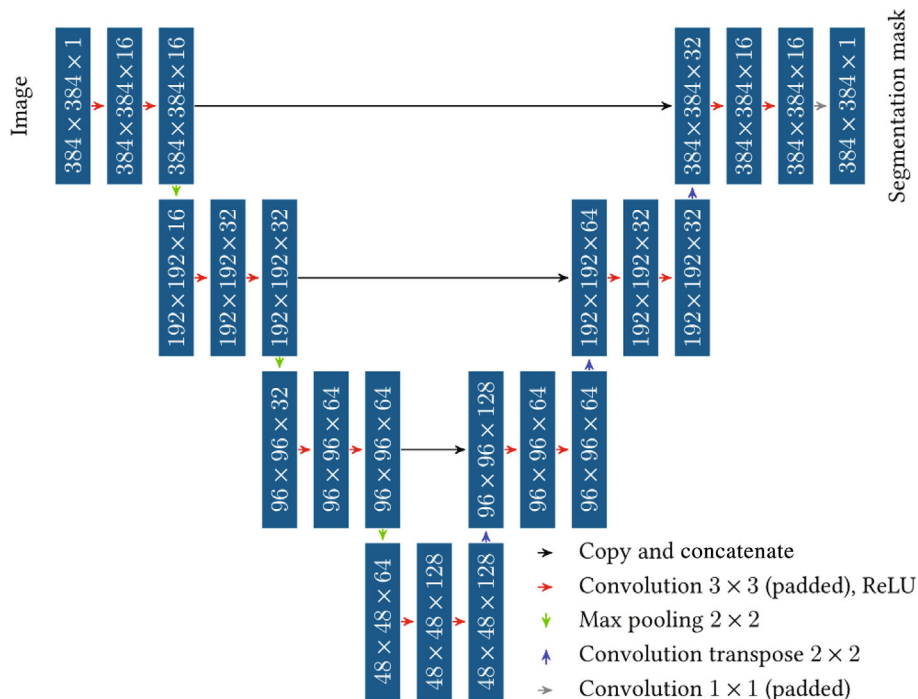 Image
384 × 384 × 1
384 × 384 × 16
384 × 384 × 16
384 × 384 × 32
384 × 384 × 16
384 × 384 × 16
384 × 384 × 1
Segmentation mask
192 × 192 × 16
192 × 192 × 32
192 × 192 × 32
192 × 192 × 64
192 × 192 × 32
192 × 192 × 32
96 × 96 × 32
96 × 96 × 64
96 × 96 × 64
96 × 96 × 128
96 × 96 × 64
96 × 96 × 64
48 × 48 × 64
48 × 48 × 128
48 × 48 × 128
Copy and concatenate
Convolution 3 × 3 (padded), ReLU
Max pooling 2 × 2
Convolution transpose 2 × 2
Convolution 1 × 1 (padded)